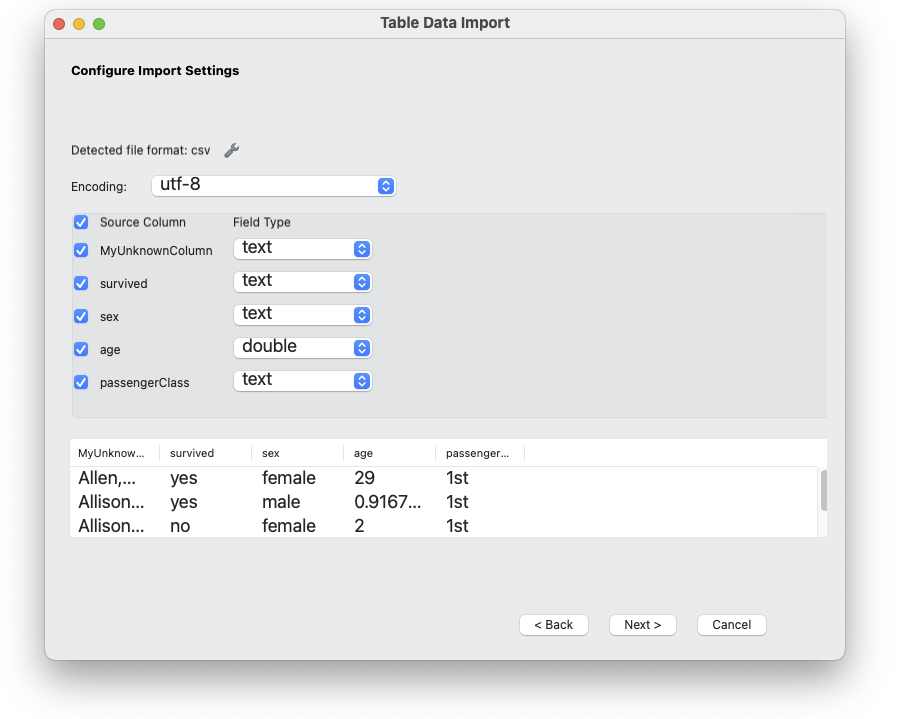 Table Data Import
Configure Import Settings
Detected file format: csv
Encoding: utf-8
Source Column Field Type
MyUnknownColumn text
survived text
sex text
age double
passengerClass text
MyUnknow... survived sex age passenger...
Allen,... yes female 29 1st
Allison... yes male 0.9167... 1st
Allison... no female 2 1st
< Back Next > Cancel